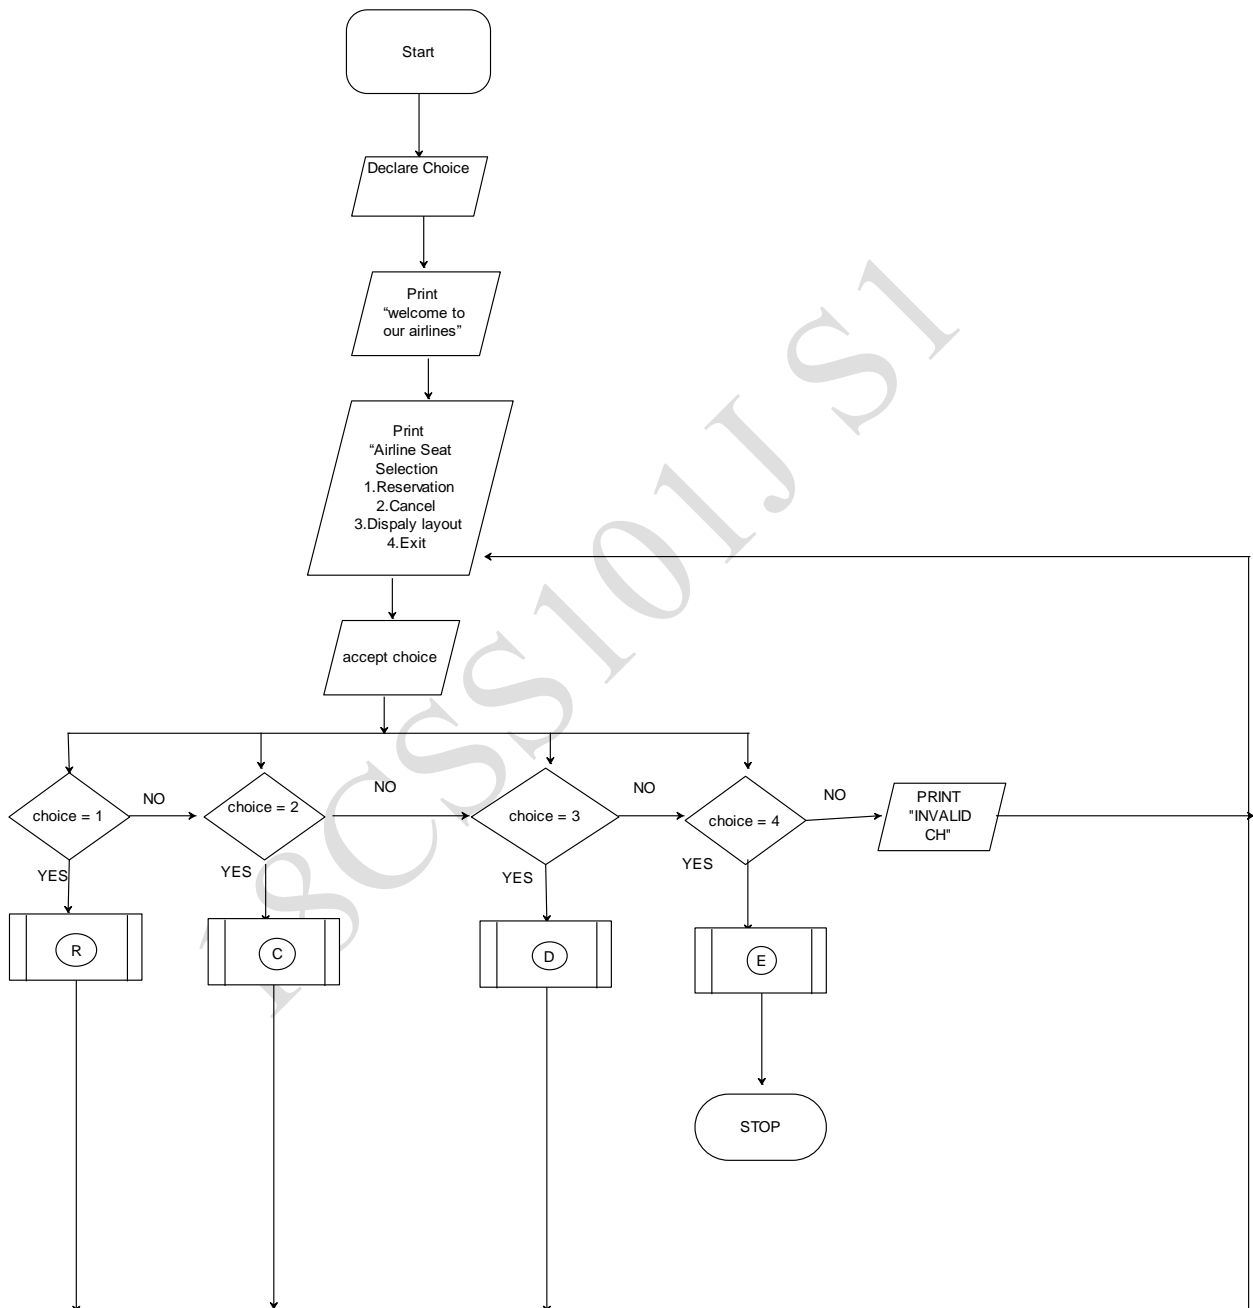 Start
Declare Choice
Print
“welcome to
our airlines”
Print
“Airline Seat
Selection
1.Reservation
2.Cancel
3.Dispaly layout
4.Exit
accept choice
choice = 1
NO
choice = 2
NO
choice = 3
NO
choice = 4
NO
PRINT
"INVALID
CH"
YES
YES
YES
YES
R
C
D
E
STOP
18CSS101J S1